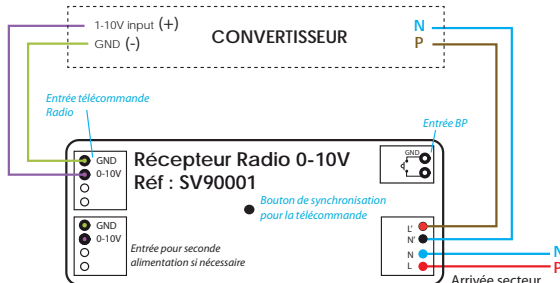 1-10V input (+)
GND (-)
CONVERTISSEUR
N
P
Entrée télécommande
Radio
Entrée BP
GND
0-10V
Récepteur Radio 0-10V
Réf : SV90001
GND
Bouton de synchronisation
pour la télécommande
GND
0-10V
Entrée pour seconde
alimentation si nécessaire
L'
N'
N
L
N
P
Arrivée secteur